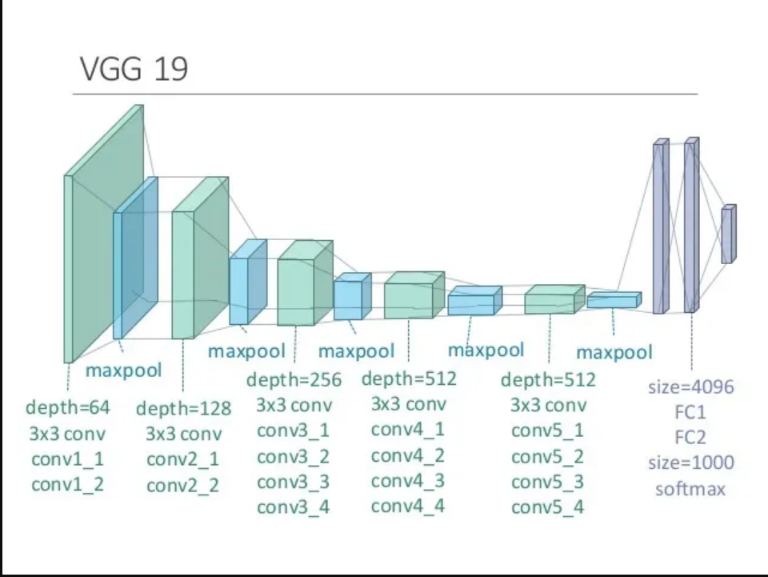 VGG 19
maxpool
depth=64
3x3 conv
conv1_1
conv1_2
depth=128
3x3 conv
conv2_1
conv2_2
maxpool
depth=256
3x3 conv
conv3_1
conv3_2
conv3_3
conv3_4
maxpool
depth=512
3x3 conv
conv4_1
conv4_2
conv4_3
conv4_4
maxpool
depth=512
3x3 conv
conv5_1
conv5_2
conv5_3
conv5_4
maxpool
size=4096
FC1
FC2
size=1000
softmax